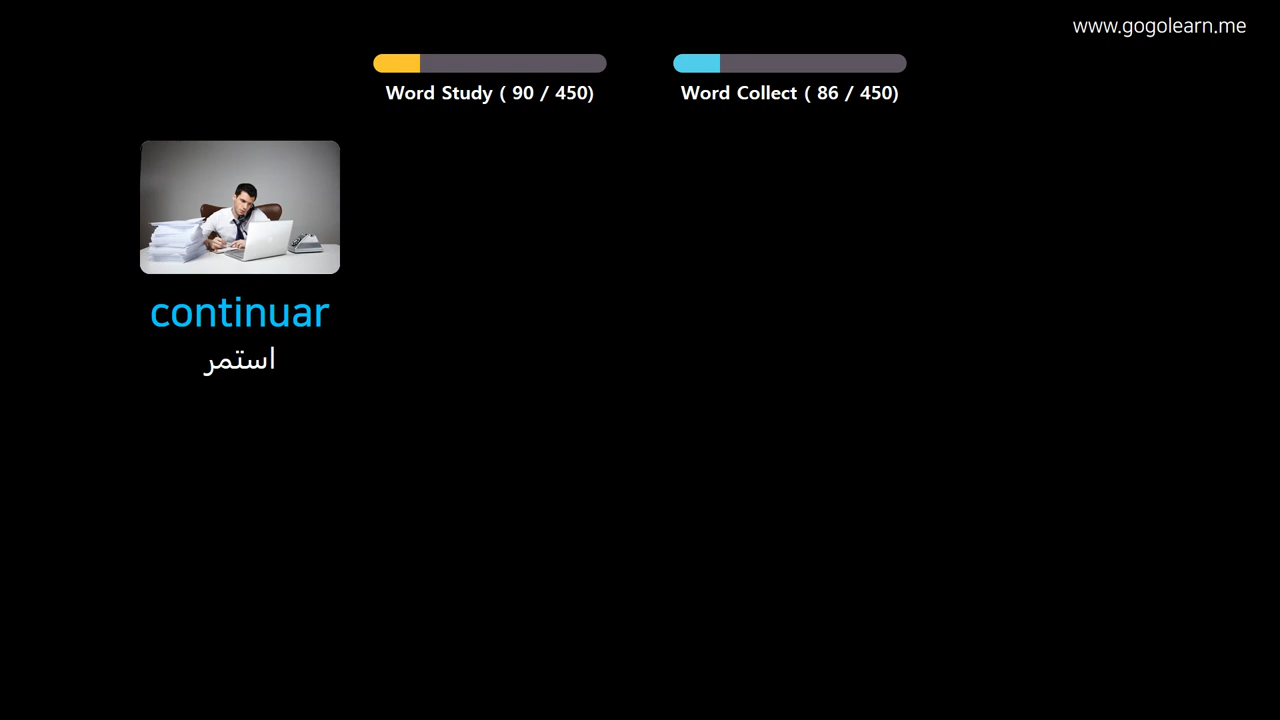 www.gogolearn.me
Word Study ( 90 / 450)
Word Collect ( 86 / 450)
continuar
استمر